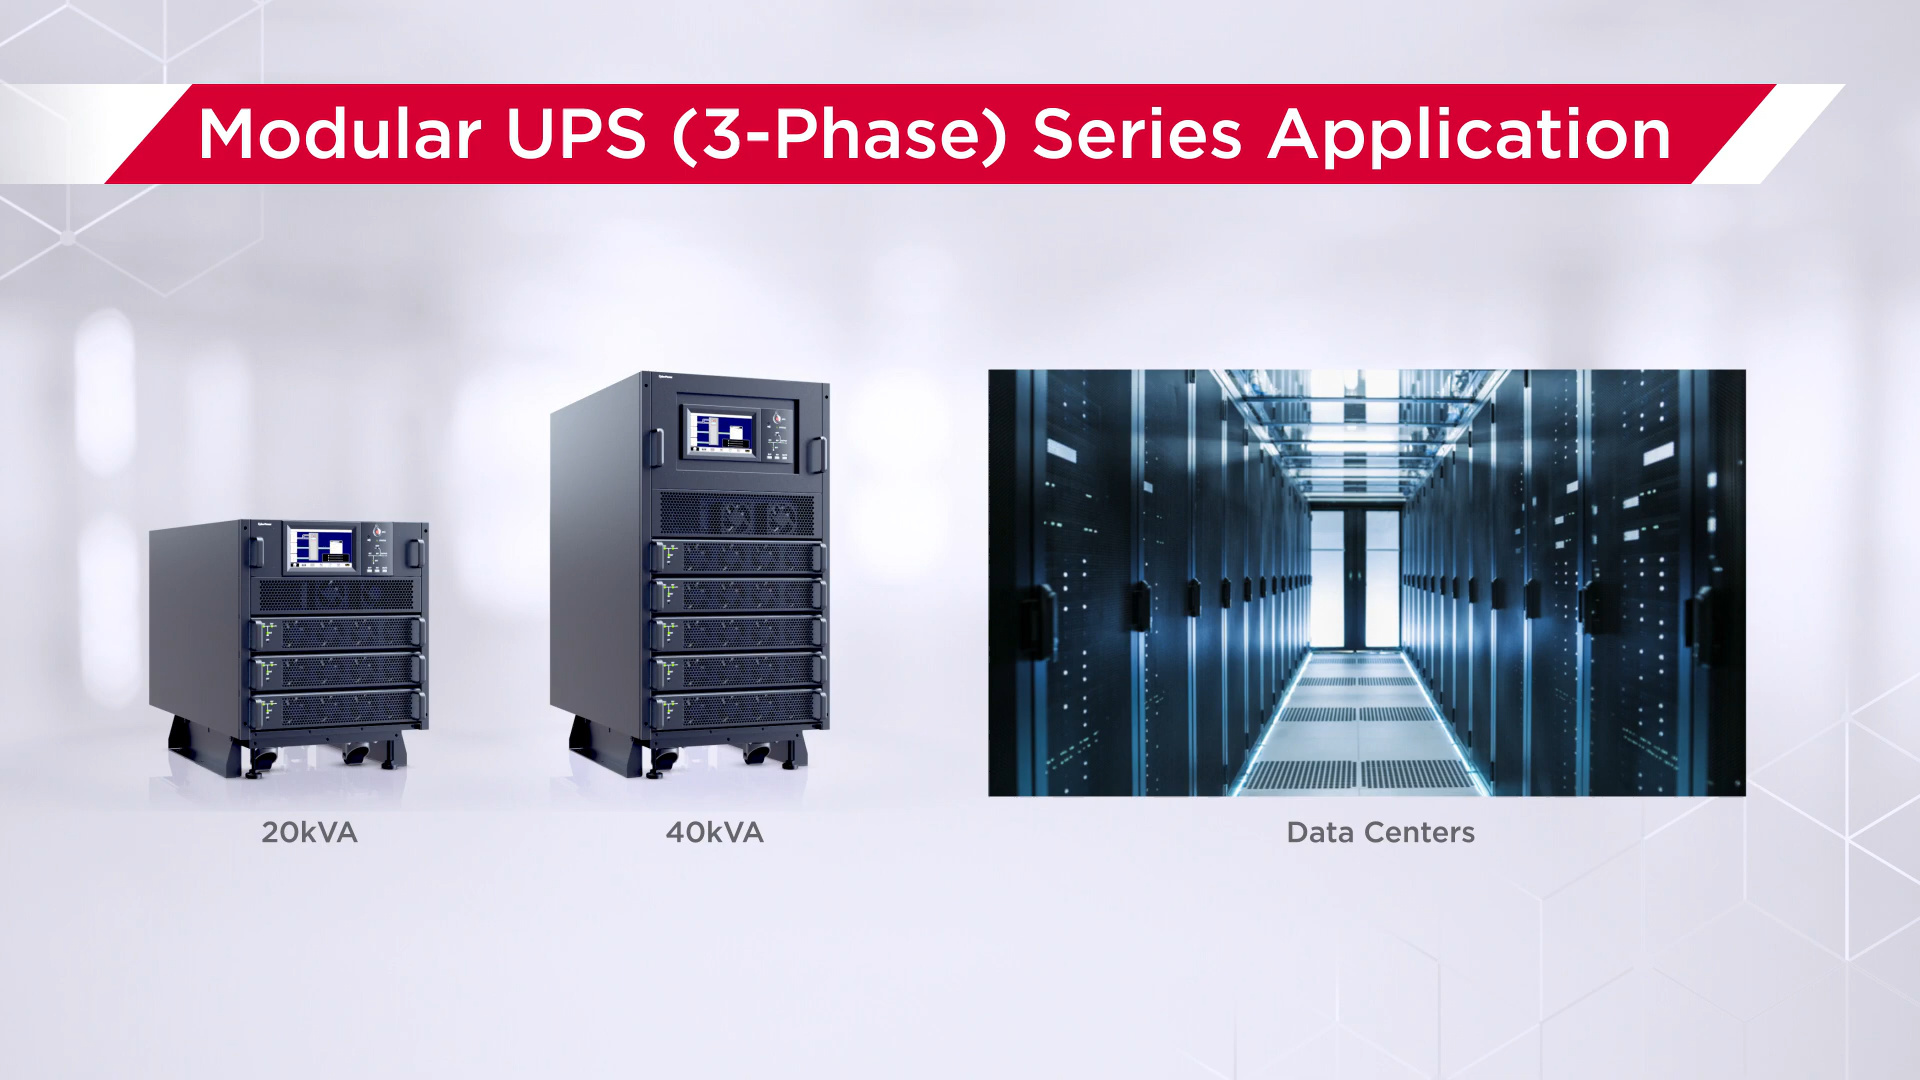 Modular UPS (3-Phase) Series Application
20kVA
40kVA
Data Centers